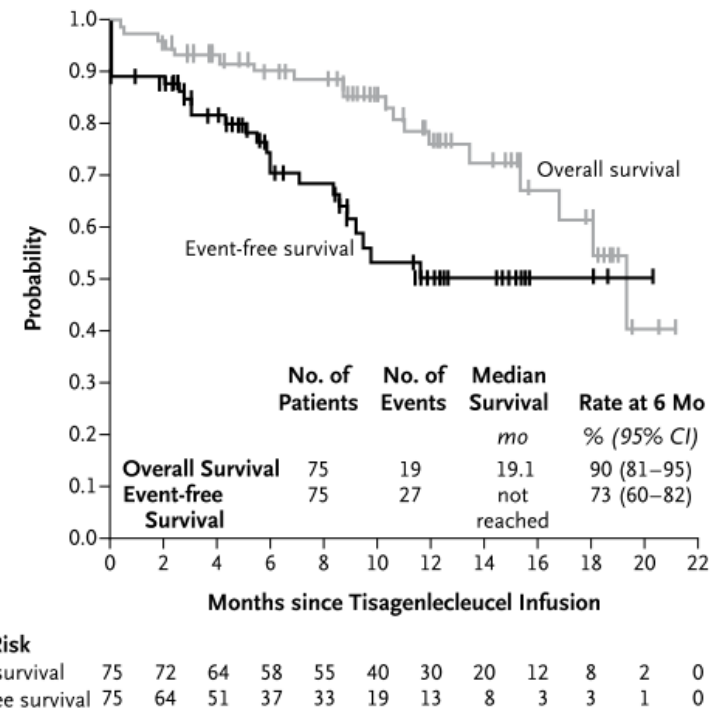 1.0
0.9
0.8
0.7
0.6
0.5
0.4
0.3
0.2
0.1
0.0
Probability
Overall survival
Event-free survival
No. of Patients No. of Events Median Survival Rate at 6 Mo
mo % (95% CI)
Overall Survival 75 19 19.1 90 (81–95)
Event-free Survival 75 27 not reached 73 (60–82)
0 2 4 6 8 10 12 14 16 18 20 22
Months since Tisagenlecleucel Infusion
Risk
survival 75 72 64 58 55 40 30 20 12 8 2 0
ee survival 75 64 51 37 33 19 13 8 3 3 1 0